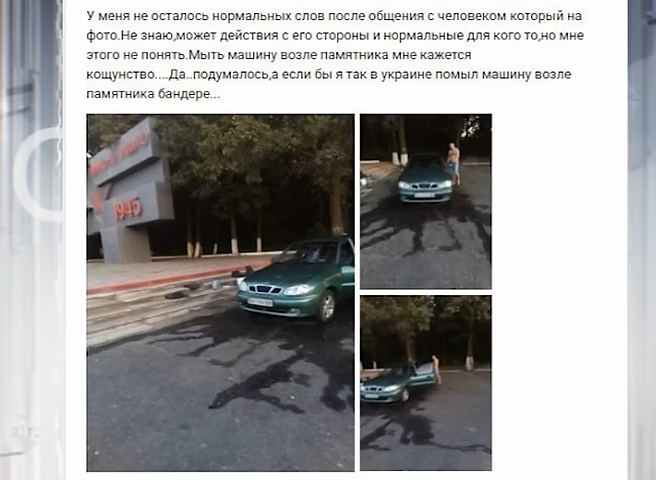 У меня не осталось нормальных слов после общения с человеком который на
фото.Не знаю,может действия с его стороны и нормальные для кого то,но мне
этого не понять.Мыть машину возле памятника мне кажется
кощунство....Да..подумалось,а если бы я так в украине помыл машину возле
памятника бандере...
1945